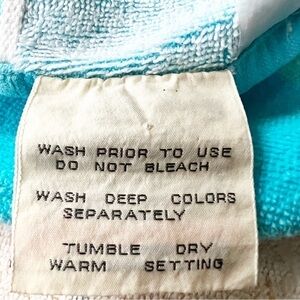 WASH PRIOR TO USE
DO NOT BLEACH
WASH DEEP COLORS
SEPARATELY
TUMBLE DRY
WARM SETTING